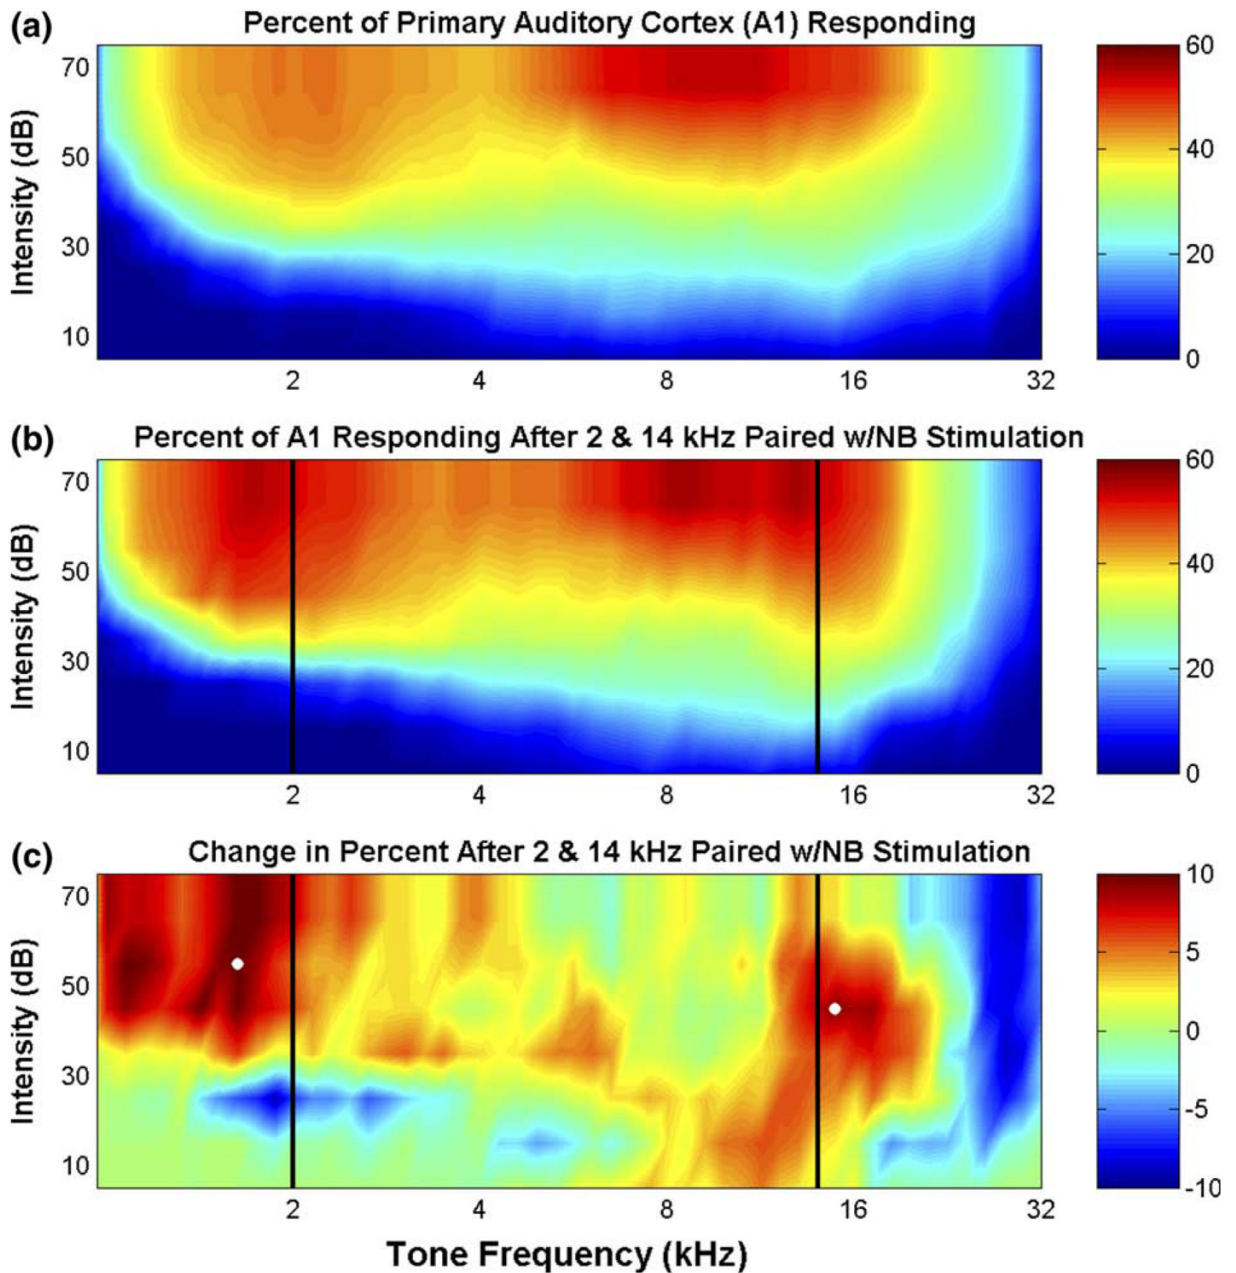 (a)
Percent of Primary Auditory Cortex (A1) Responding
Intensity (dB)
70
50
30
10
2 4 8 16 32
60
40
20
0
(b)
Percent of A1 Responding After 2 & 14 kHz Paired w/NB Stimulation
Intensity (dB)
70
50
30
10
2 4 8 16 32
60
40
20
0
(c)
Change in Percent After 2 & 14 kHz Paired w/NB Stimulation
Intensity (dB)
70
50
30
10
2 4 8 16 32
10
5
0
-5
-10
Tone Frequency (kHz)